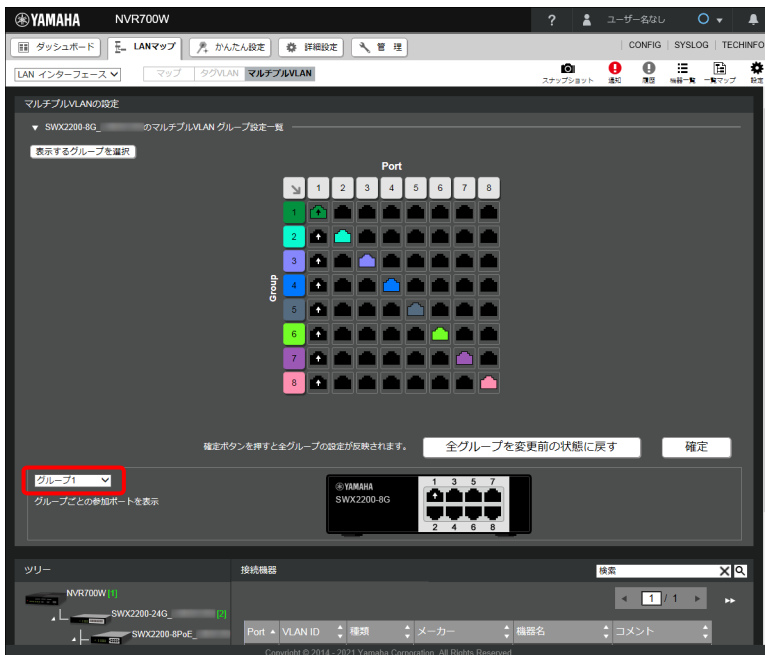 YAMAHA NVR700W ? ユーザー名なし
ダッシュボード LANマップ かんたん設定 詳細設定 管 理 CONFIG SYSLOG TECHINFO
LAN インターフェース マップ タグVLAN マルチプルVLAN スナップショット 通知 履歴 機器一覧 一覧マップ 設定
マルチプルVLANの設定
▼ SWX2200-8G_ のマルチプルVLAN グループ設定一覧
表示するグループを選択
Port
1 2 3 4 5 6 7 8
Group
1
2
3
4
5
6
7
8
確定ボタンを押すと全グループの設定が反映されます。 全グループを変更前の状態に戻す 確定
グループ1
グループごとの参加ポートを表示
YAMAHA
SWX2200-8G
1 3 5 7
2 4 6 8
ツリー 接続機器 検索
NVR700W [1]
1 / 1
SWX2200-24G_ [2]
SWX2200-8PoE_
Port VLAN ID 種類 メーカー 機器名 コメント
Copyright © 2014 - 2021 Yamaha Corporation. All Rights Reserved.